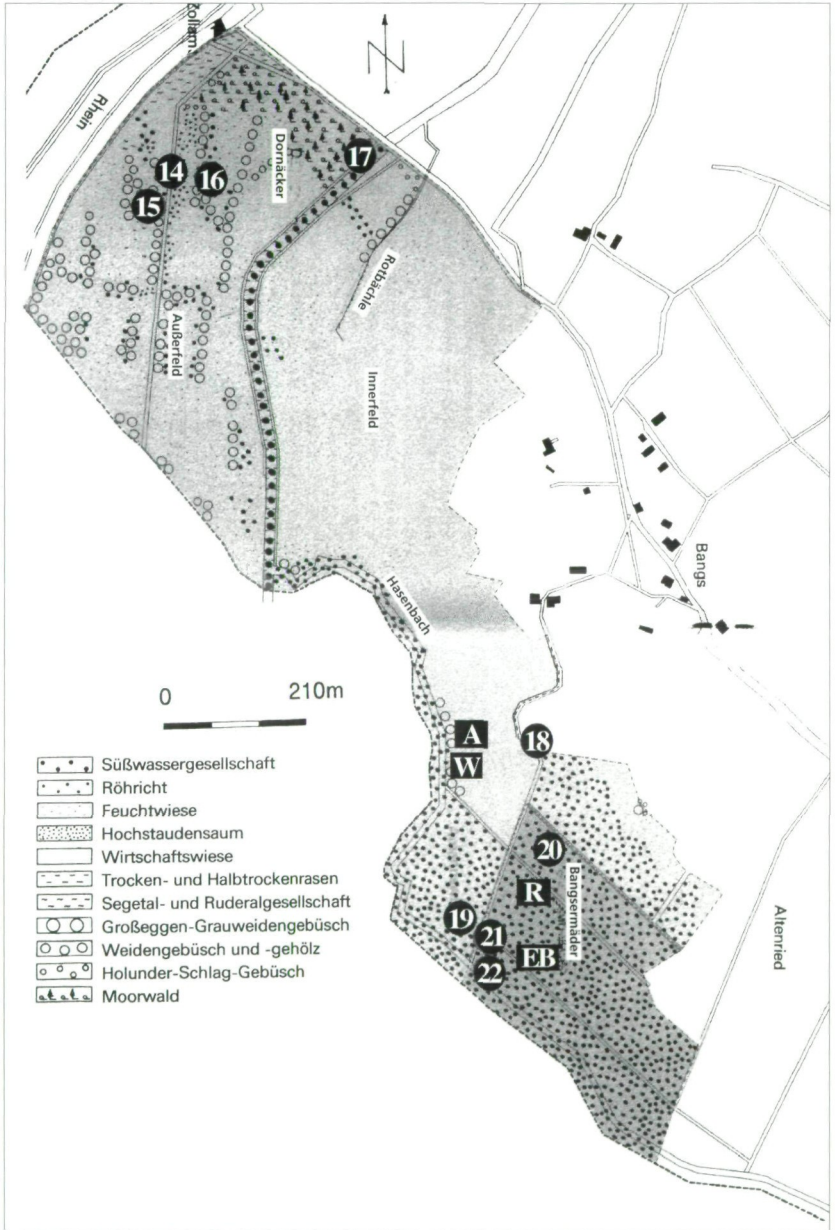 Zollam
Rhein
N
Dornäcker
17
14
16
15
Rotbächle
Außerfeld
Innerfeld
Bangs
Hasenbach
0 210m
A
18
W
20
Bangsermäder
R
19
21
EB
22
Altenried
Süßwassergesellschaft
Röhricht
Feuchtwiese
Hochstaudensaum
Wirtschaftswiese
Trocken- und Halbtrockenrasen
Segetal- und Ruderalgesellschaft
Großeggen-Grauweidengebüsch
Weidengebüsch und -gehölz
Holunder-Schlag-Gebüsch
Moorwald